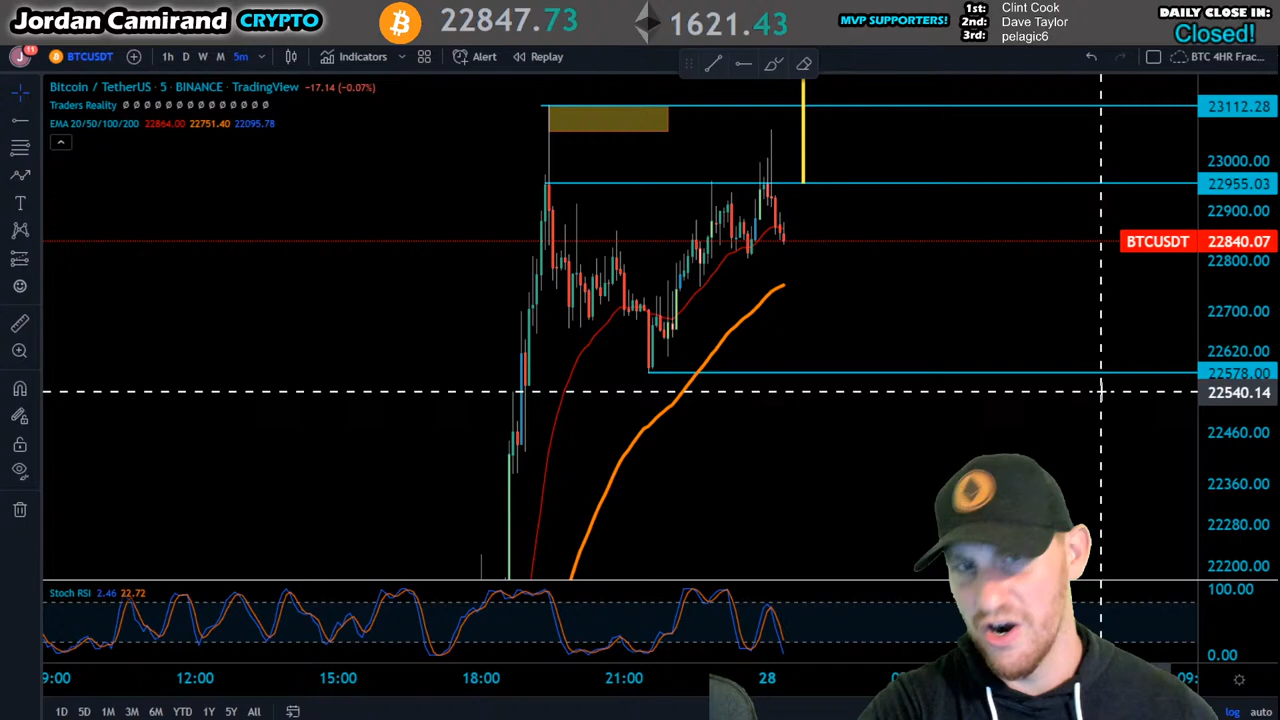 Jordan Camirand CRYPTO
22847.73
1621.43
MVP SUPPORTERS!
1st: Clint Cook
2nd: Dave Taylor
3rd: pelagic6
DAILY CLOSE IN:
Closed!
J 11 BTCUSDT 1h D W M 5m Indicators Alert Replay BTC 4HR Frac...
Bitcoin / TetherUS · 5 · BINANCE · TradingView −17.14 (−0.07%)
Traders Reality Ø Ø Ø Ø Ø Ø Ø Ø Ø Ø Ø Ø Ø
EMA 20/50/100/200 22864.00 22751.40 22095.78
23112.28
23000.00
22955.03
22900.00
BTCUSDT 22840.07
22800.00
22700.00
22620.00
22578.00
22540.14
22460.00
22360.00
22280.00
22200.00
Stoch RSI 2.46 22.72
100.00
0.00
9:00 12:00 15:00 18:00 21:00 28 09:
1D 5D 1M 3M 6M YTD 1Y 5Y All log auto